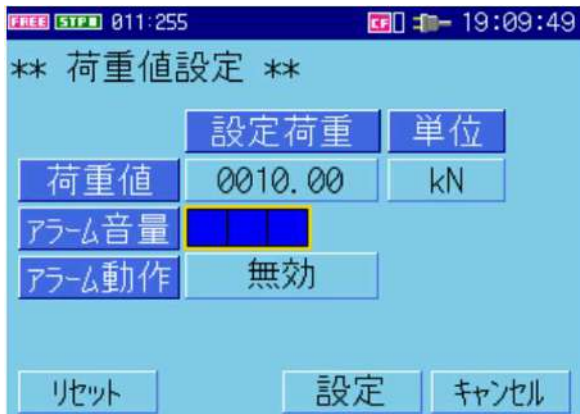 FREE STPⅡ 011:255 CF 19:09:49
** 荷重値設定 **
設定荷重 単位
荷重値 0010.00 kN
アラーム音量
アラーム動作 無効
リセット 設定 キャンセル